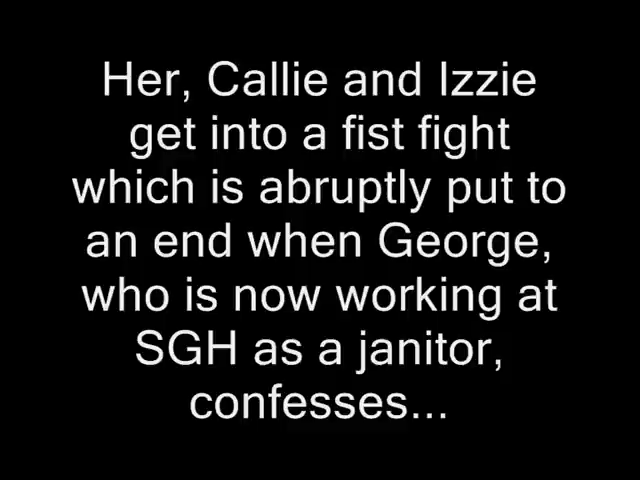 Her, Callie and Izzie
get into a fist fight
which is abruptly put to
an end when George,
who is now working at
SGH as a janitor,
confesses...